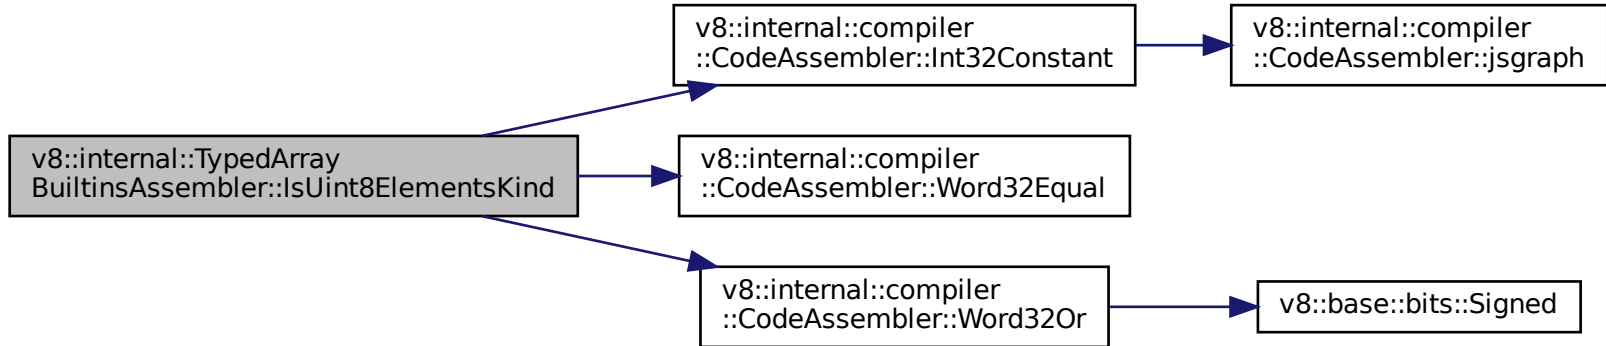 v8::internal::TypedArray
BuiltinsAssembler::IsUint8ElementsKind
v8::internal::compiler
::CodeAssembler::Int32Constant
v8::internal::compiler
::CodeAssembler::jsgraph
v8::internal::compiler
::CodeAssembler::Word32Equal
v8::internal::compiler
::CodeAssembler::Word32Or
v8::base::bits::Signed